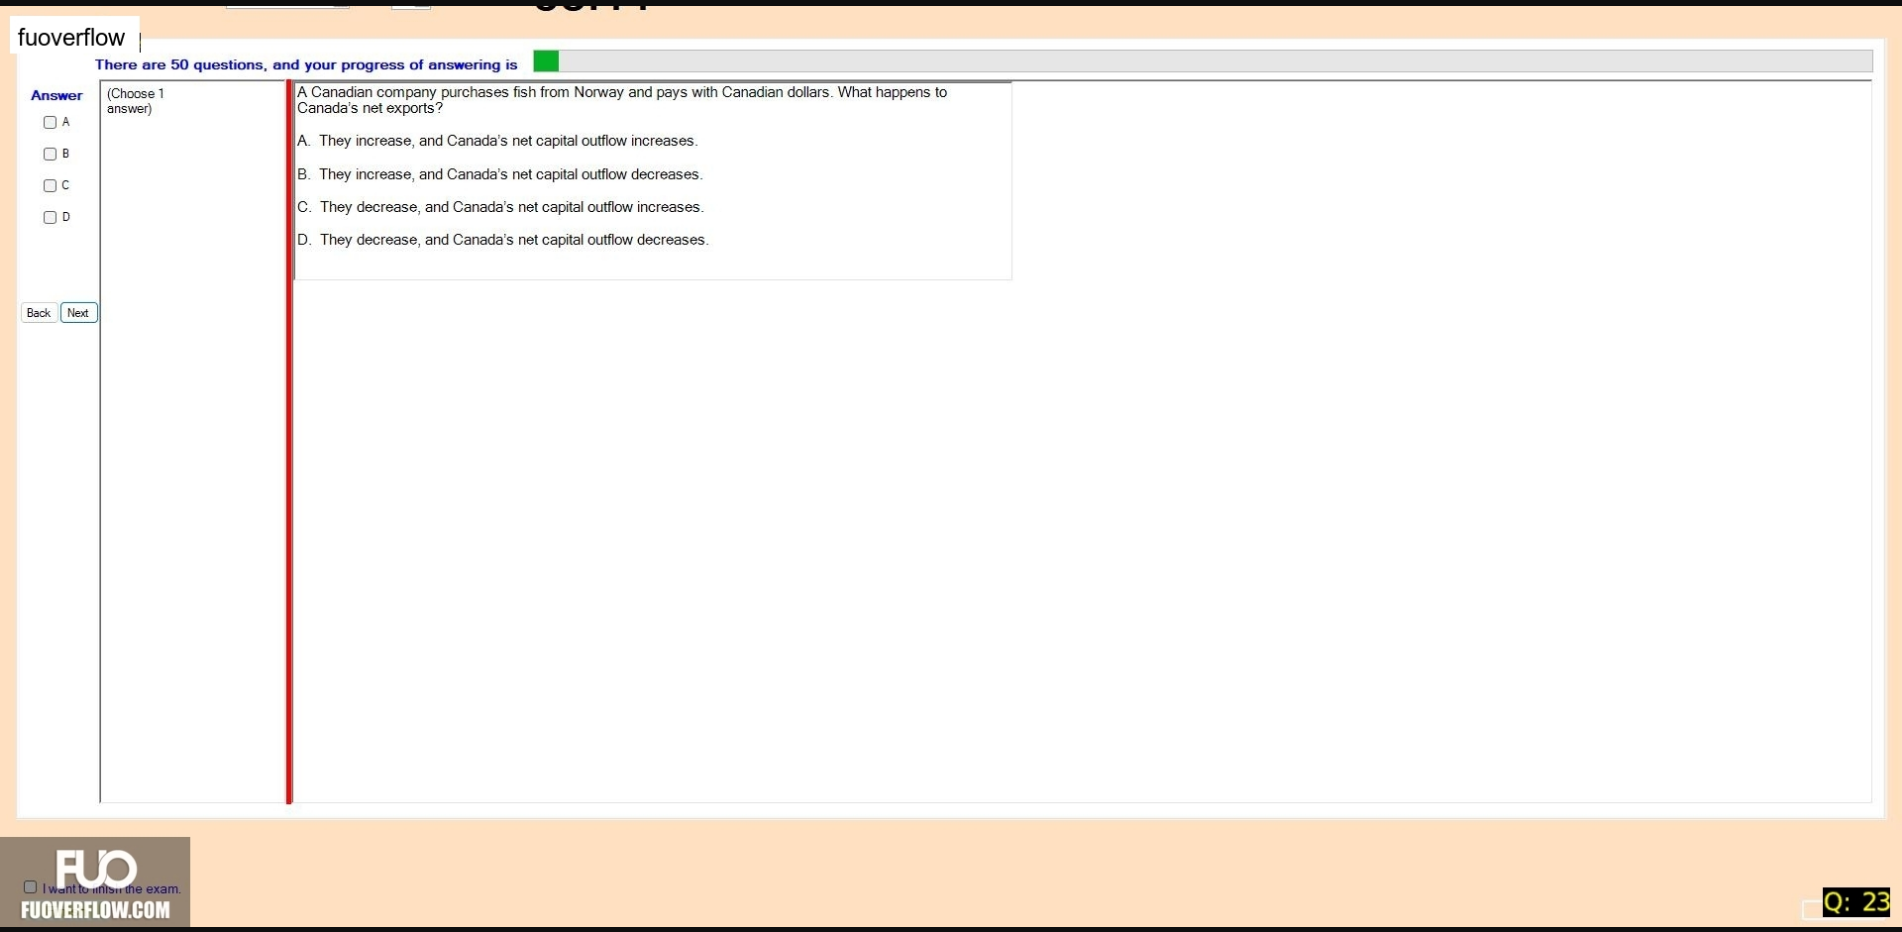 fuoverflow
There are 50 questions, and your progress of answering is
Answer
(Choose 1
answer)
A
B
C
D
Back Next
A Canadian company purchases fish from Norway and pays with Canadian dollars. What happens to
Canada's net exports?
A. They increase, and Canada's net capital outflow increases.
B. They increase, and Canada's net capital outflow decreases.
C. They decrease, and Canada's net capital outflow increases.
D. They decrease, and Canada's net capital outflow decreases.
FUO
I want to finish the exam.
FUOVERFLOW.COM
Q: 23